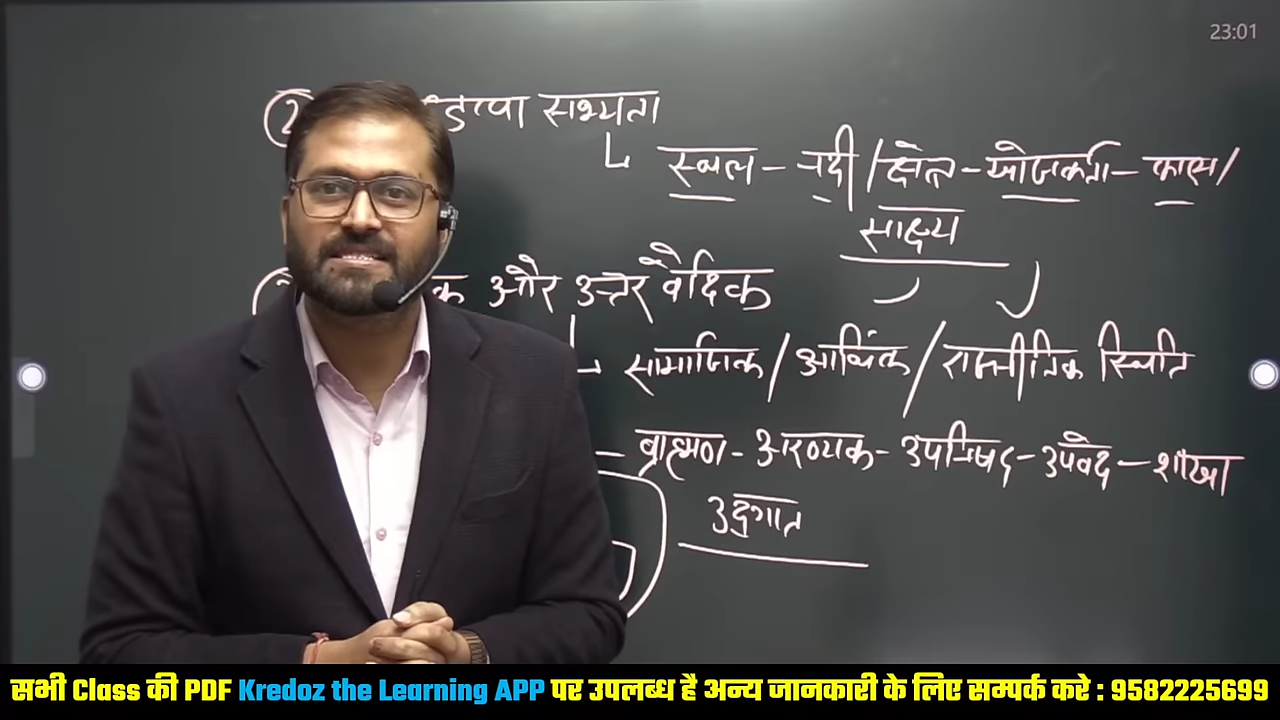 23:01
2 डप्पा सभ्यता
स्थल - नदी / क्षेत्र - खोजकर्ता - काल /
साक्ष्य
क और उत्तर वैदिक
सामाजिक / आर्थिक / राजनीतिक स्थिति
ब्राह्मण - आरण्यक - उपनिषद - उपवेद - शाखा
उद्गात
सभी Class की PDF Kredoz the Learning APP पर उपलब्ध है अन्य जानकारी के लिए सम्पर्क करे : 9582225699